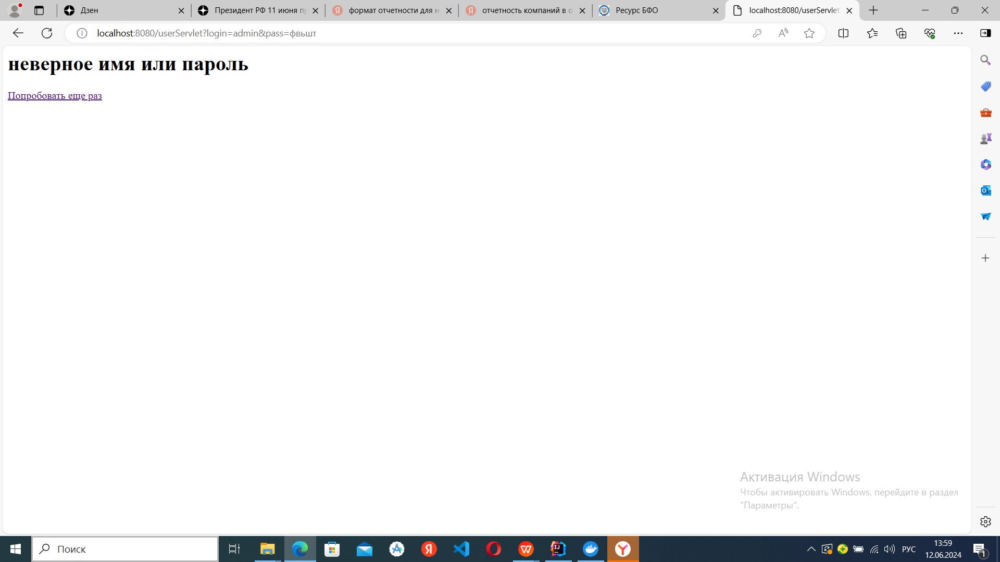 Дзен
Президент РФ 11 июня п
формат отчетности для н
отчетность компаний в о
Ресурс БФО
localhost:8080/userServlet
localhost:8080/userServlet?login=admin&pass=фвьшт
неверное имя или пароль
Попробовать еще раз
Активация Windows
Чтобы активировать Windows, перейдите в раздел
"Параметры".
Поиск
РУС
13:59
12.06.2024
1